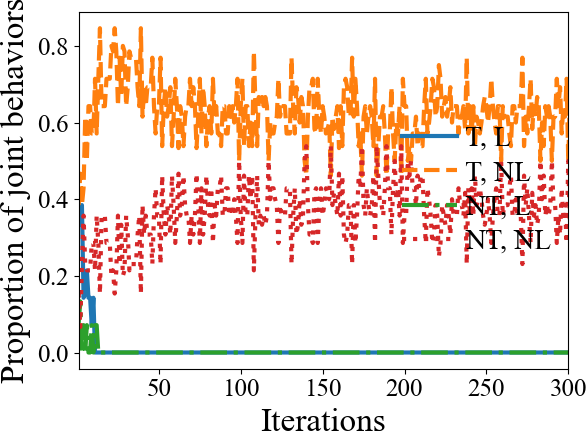 Proportion of joint behaviors
0.8
0.6
0.4
0.2
0.0
T, L
T, NL
NT, L
NT, NL
50
100
150
200
250
300
Iterations